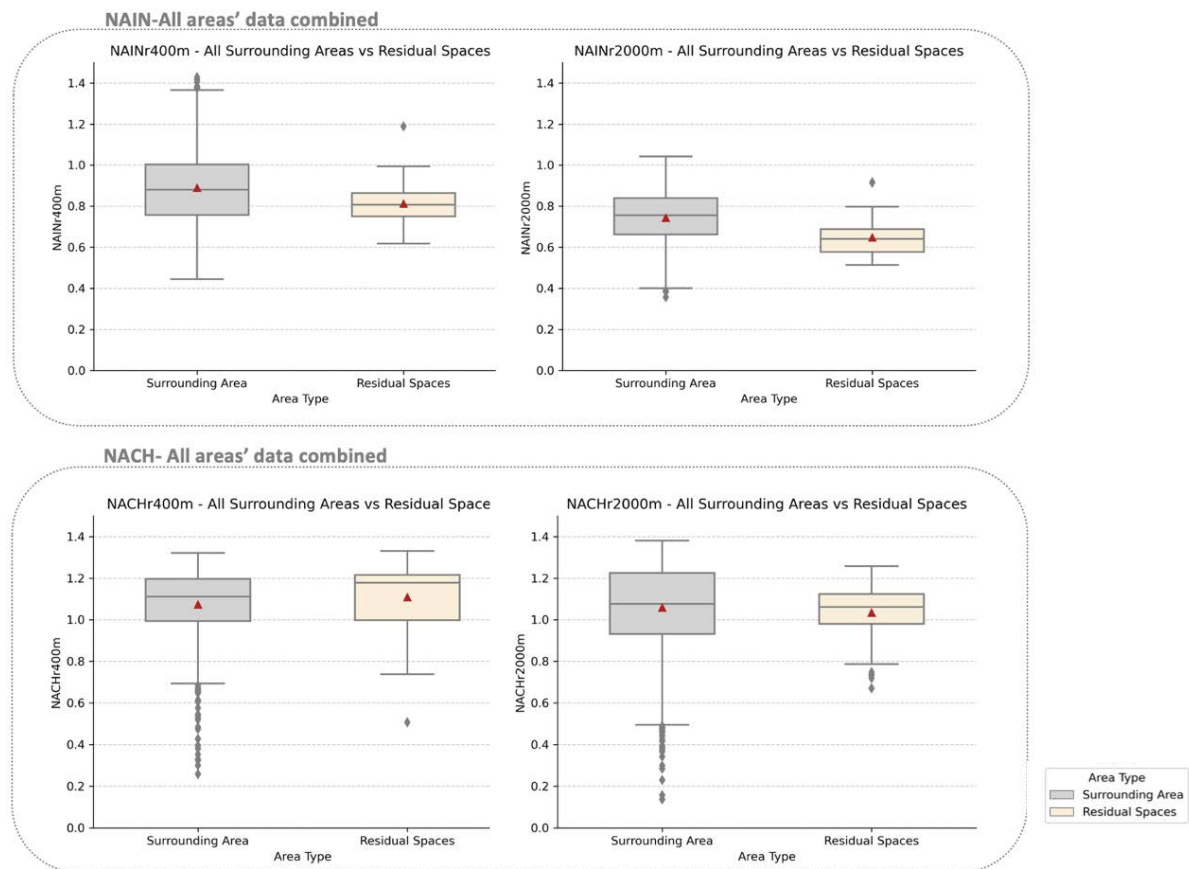 NAIN-All areas' data combined
NAINr400m - All Surrounding Areas vs Residual Spaces
NAINr400m
1.4
1.2
1.0
0.8
0.6
0.4
0.2
0.0
Surrounding Area
Residual Spaces
Area Type
NAINr2000m - All Surrounding Areas vs Residual Spaces
NAINr2000m
1.4
1.2
1.0
0.8
0.6
0.4
0.2
0.0
Surrounding Area
Residual Spaces
Area Type
NACH- All areas' data combined
NACHr400m - All Surrounding Areas vs Residual Space
NACHr400m
1.4
1.2
1.0
0.8
0.6
0.4
0.2
0.0
Surrounding Area
Residual Spaces
Area Type
NACHr2000m - All Surrounding Areas vs Residual Spaces
NACHr2000m
1.4
1.2
1.0
0.8
0.6
0.4
0.2
0.0
Surrounding Area
Residual Spaces
Area Type
Area Type
Surrounding Area
Residual Spaces